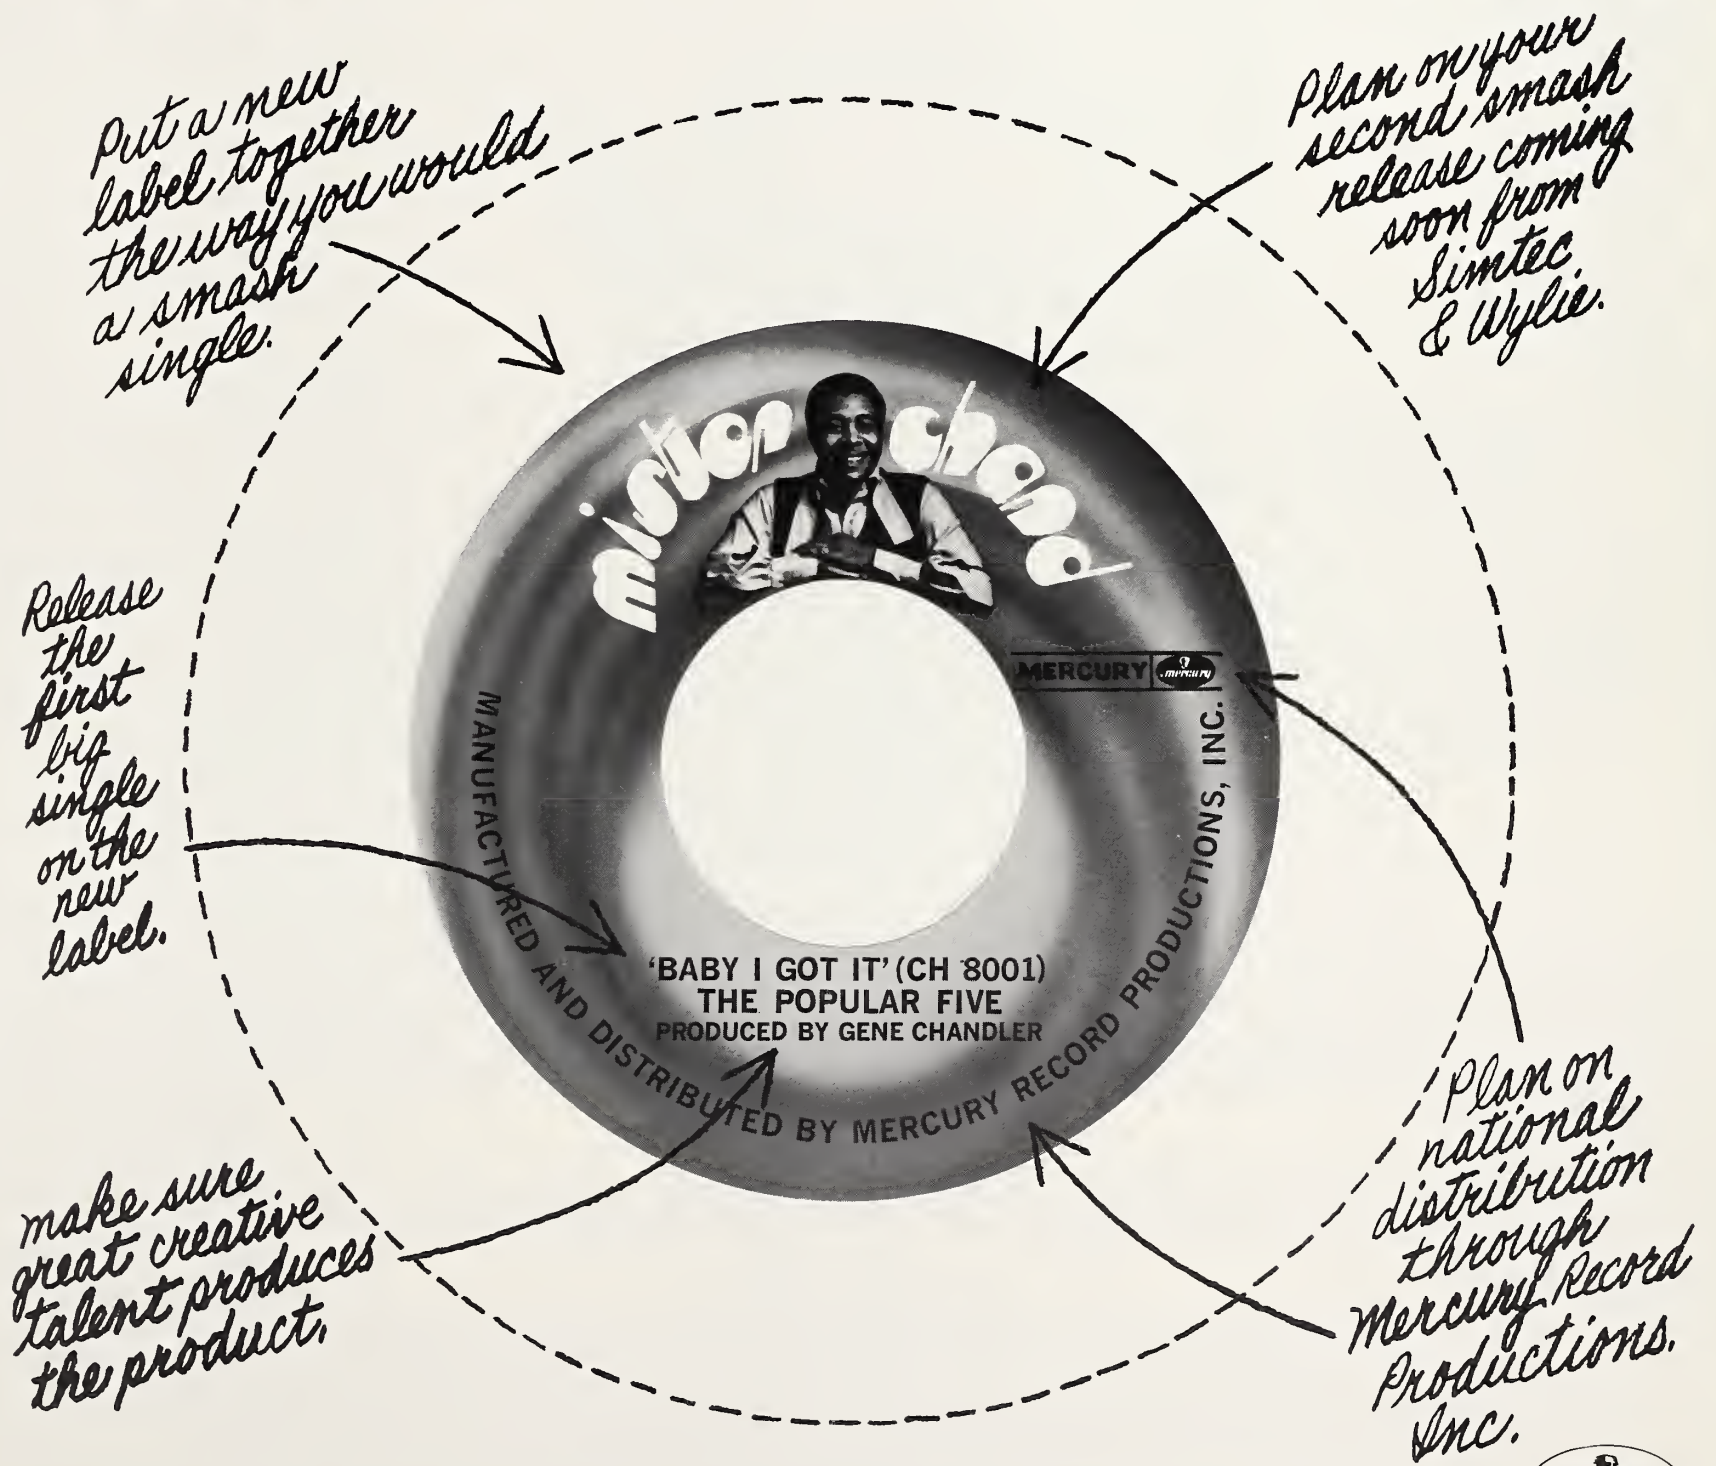 Put a new
label together
the way you would
a smash
single.
Plan on your
second smash
release coming
soon from
Simtec
& Wylie.
mister chand
MERCURY mercury
Release
the
first
big
single
on the
new
label.
'BABY I GOT IT' (CH 8001)
THE POPULAR FIVE
PRODUCED BY GENE CHANDLER
MANUFACTURED AND DISTRIBUTED BY MERCURY RECORD PRODUCTIONS, INC.
make sure
great creative
talent produces
the product.
Plan on
national
distribution
through
Mercury Record
Productions.
Inc.